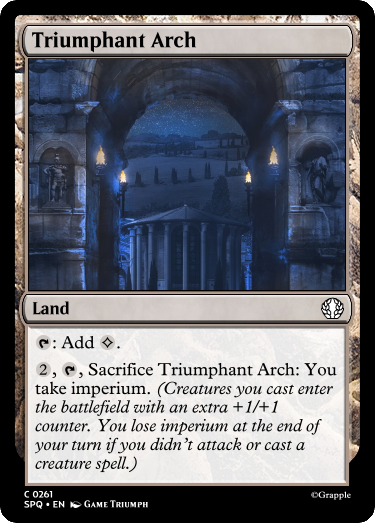 Triumphant Arch
Land
: Add .
2, , Sacrifice Triumphant Arch: You
take imperium. (Creatures you cast enter
the battlefield with an extra +1/+1
counter. You lose imperium at the end of
your turn if you didn't attack or cast a
creature spell.)
C 0261
SPQ • EN Game Triumph
©Grapple